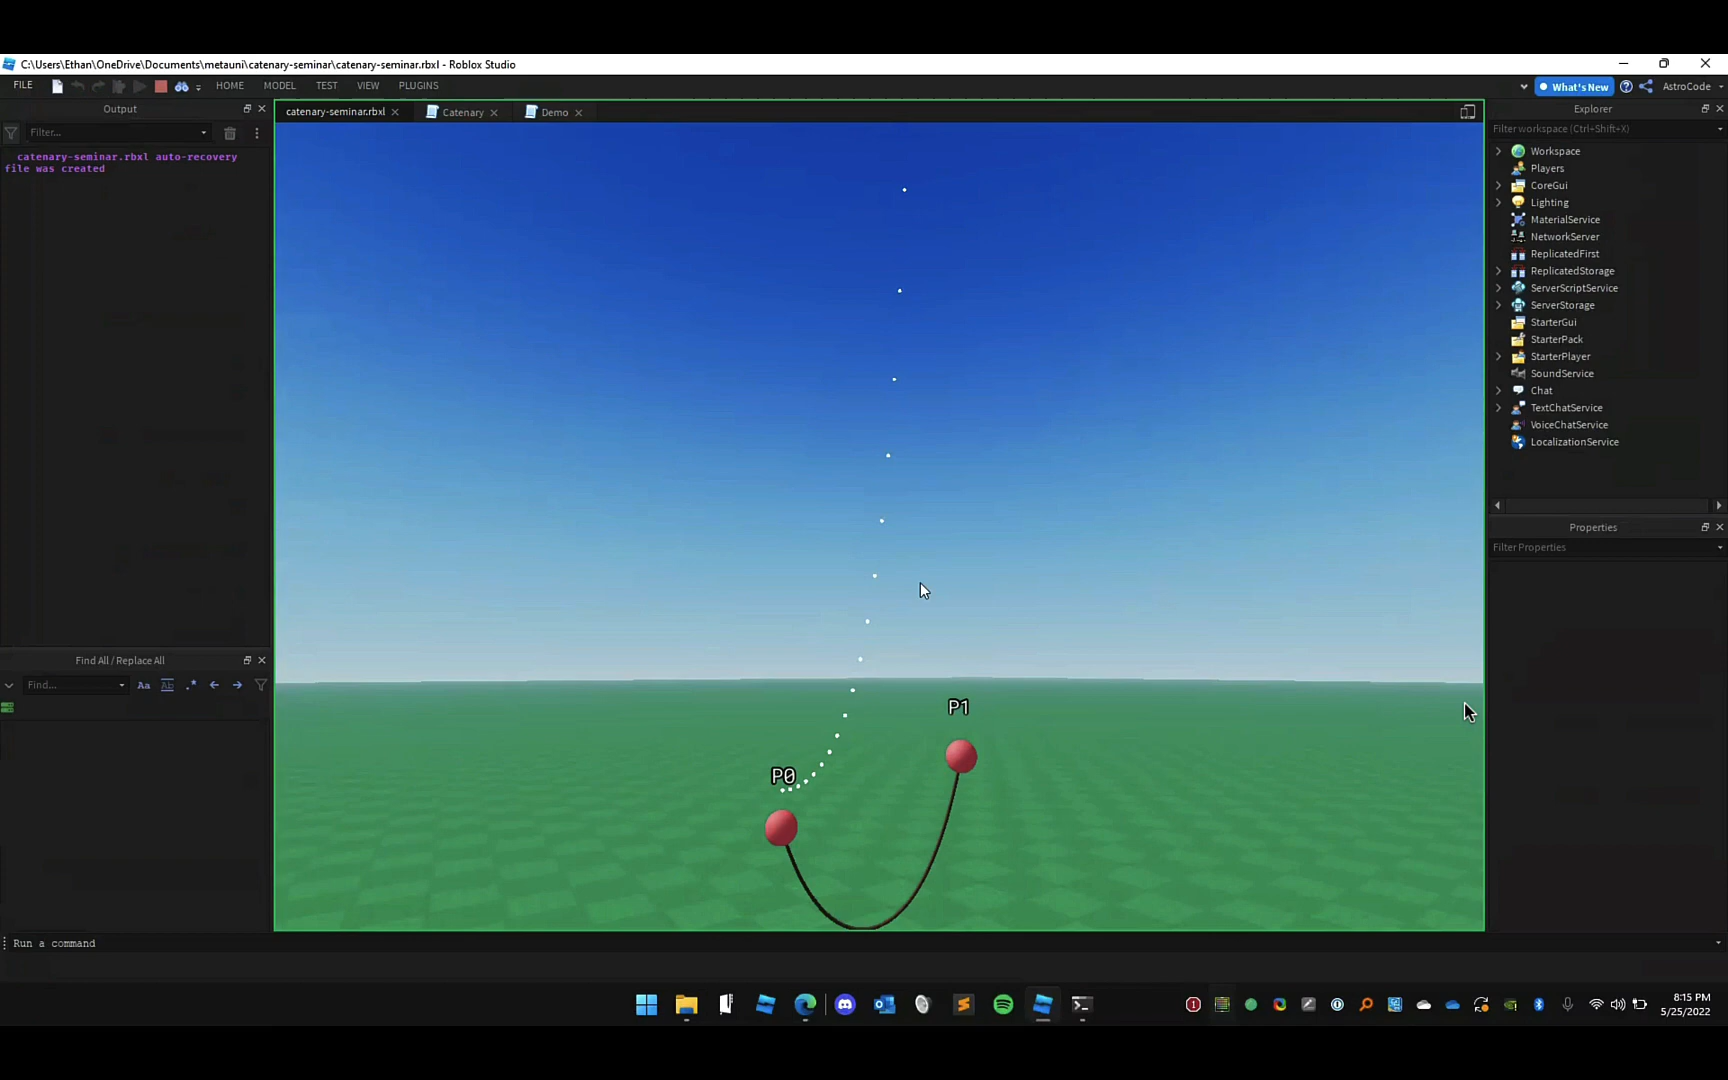 C:\Users\Ethan\OneDrive\Documents\metauni\catenary-seminar\catenary-seminar.rbxl - Roblox Studio
FILE HOME MODEL TEST VIEW PLUGINS What's New AstroCode
Output
catenary-seminar.rbxl
Catenary
Demo
Explorer
Filter...
Filter workspace (Ctrl+Shift+X)
catenary-seminar.rbxl auto-recovery
file was created
Workspace
Players
CoreGui
Lighting
MaterialService
NetworkServer
ReplicatedFirst
ReplicatedStorage
ServerScriptService
ServerStorage
StarterGui
StarterPack
StarterPlayer
SoundService
Chat
TextChatService
VoiceChatService
LocalizationService
Properties
Filter Properties
P1
P0
Find All / Replace All
Find...
Aa
Ab
.*
Run a command
8:15 PM
5/25/2022